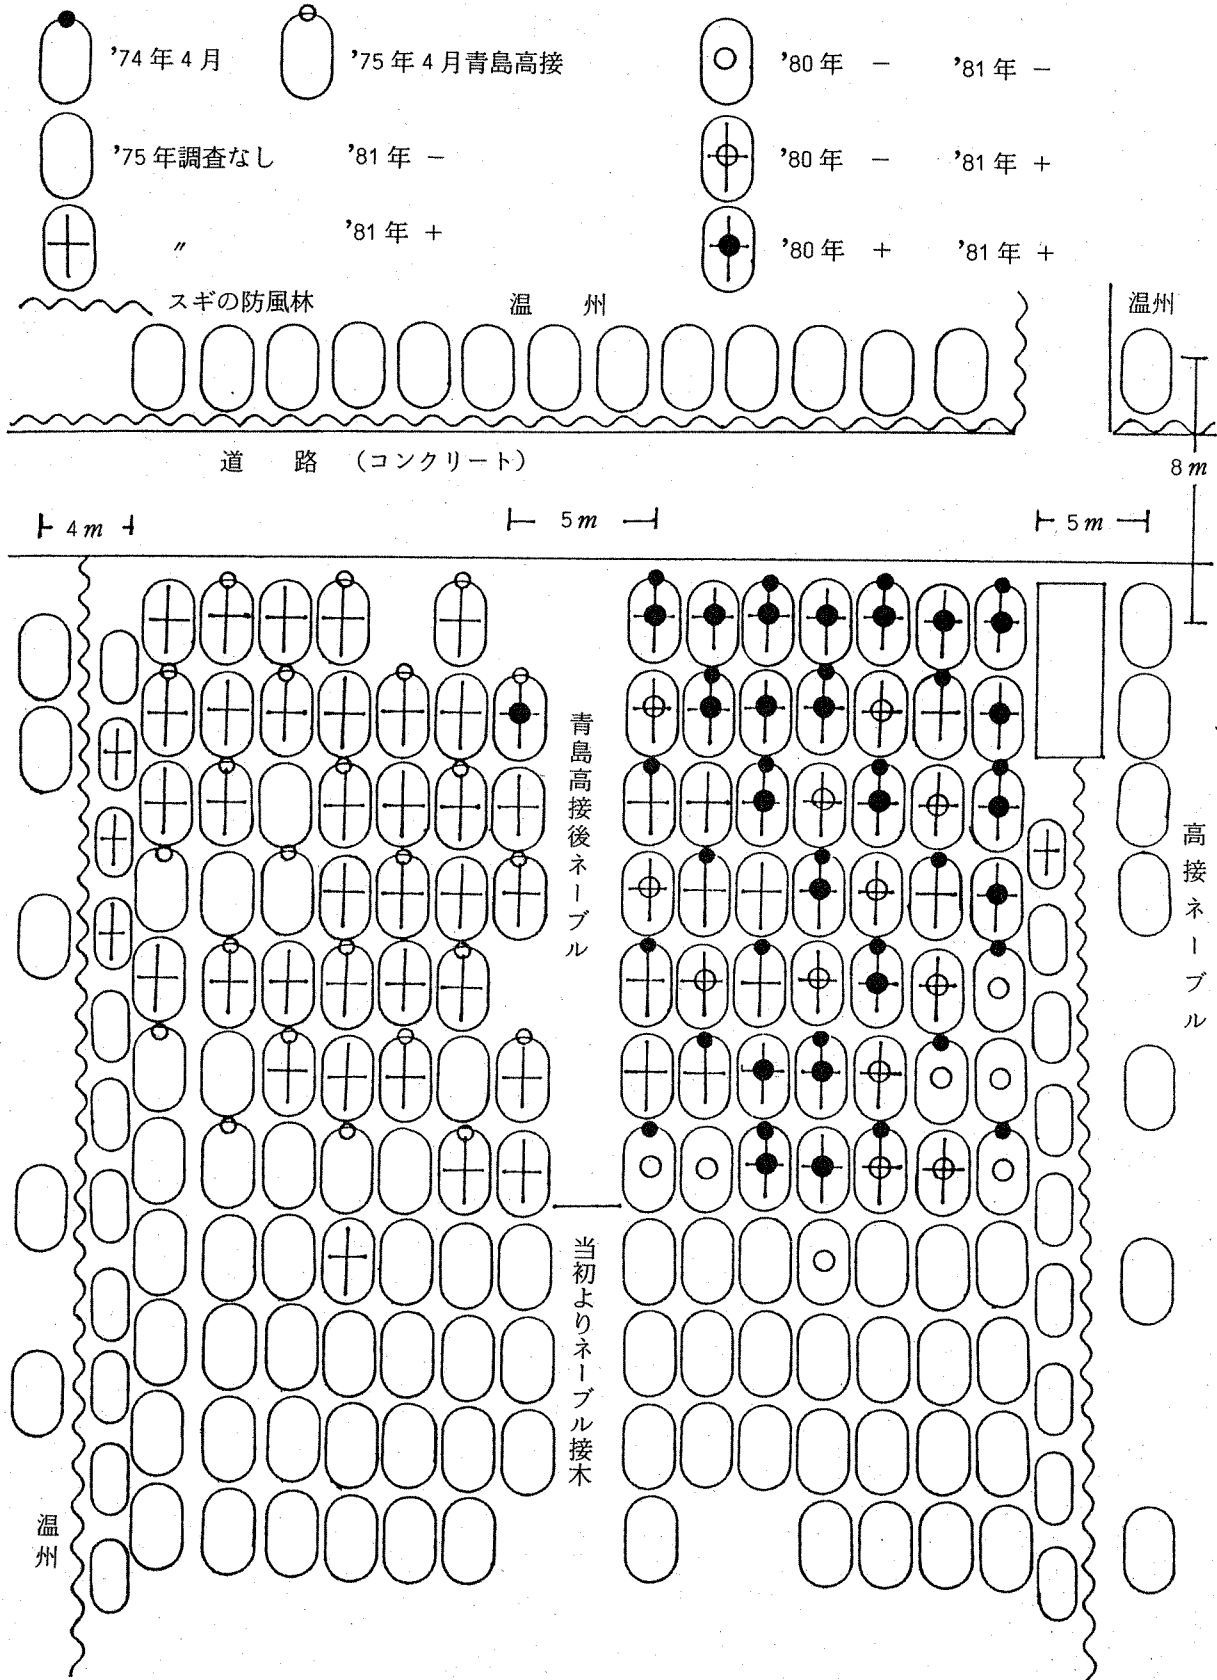 '74年4月 '75年4月青島高接 '80年 － '81年 －
'75年調査なし '81年 － '80年 － '81年 ＋
〃 '81年 ＋ '80年 ＋ '81年 ＋
スギの防風林 温 州 温州
道 路 （コンクリート）
8m
4m 5m 5m
青島高接後ネーブル
高接ネーブル
当初よりネーブル接木
温州